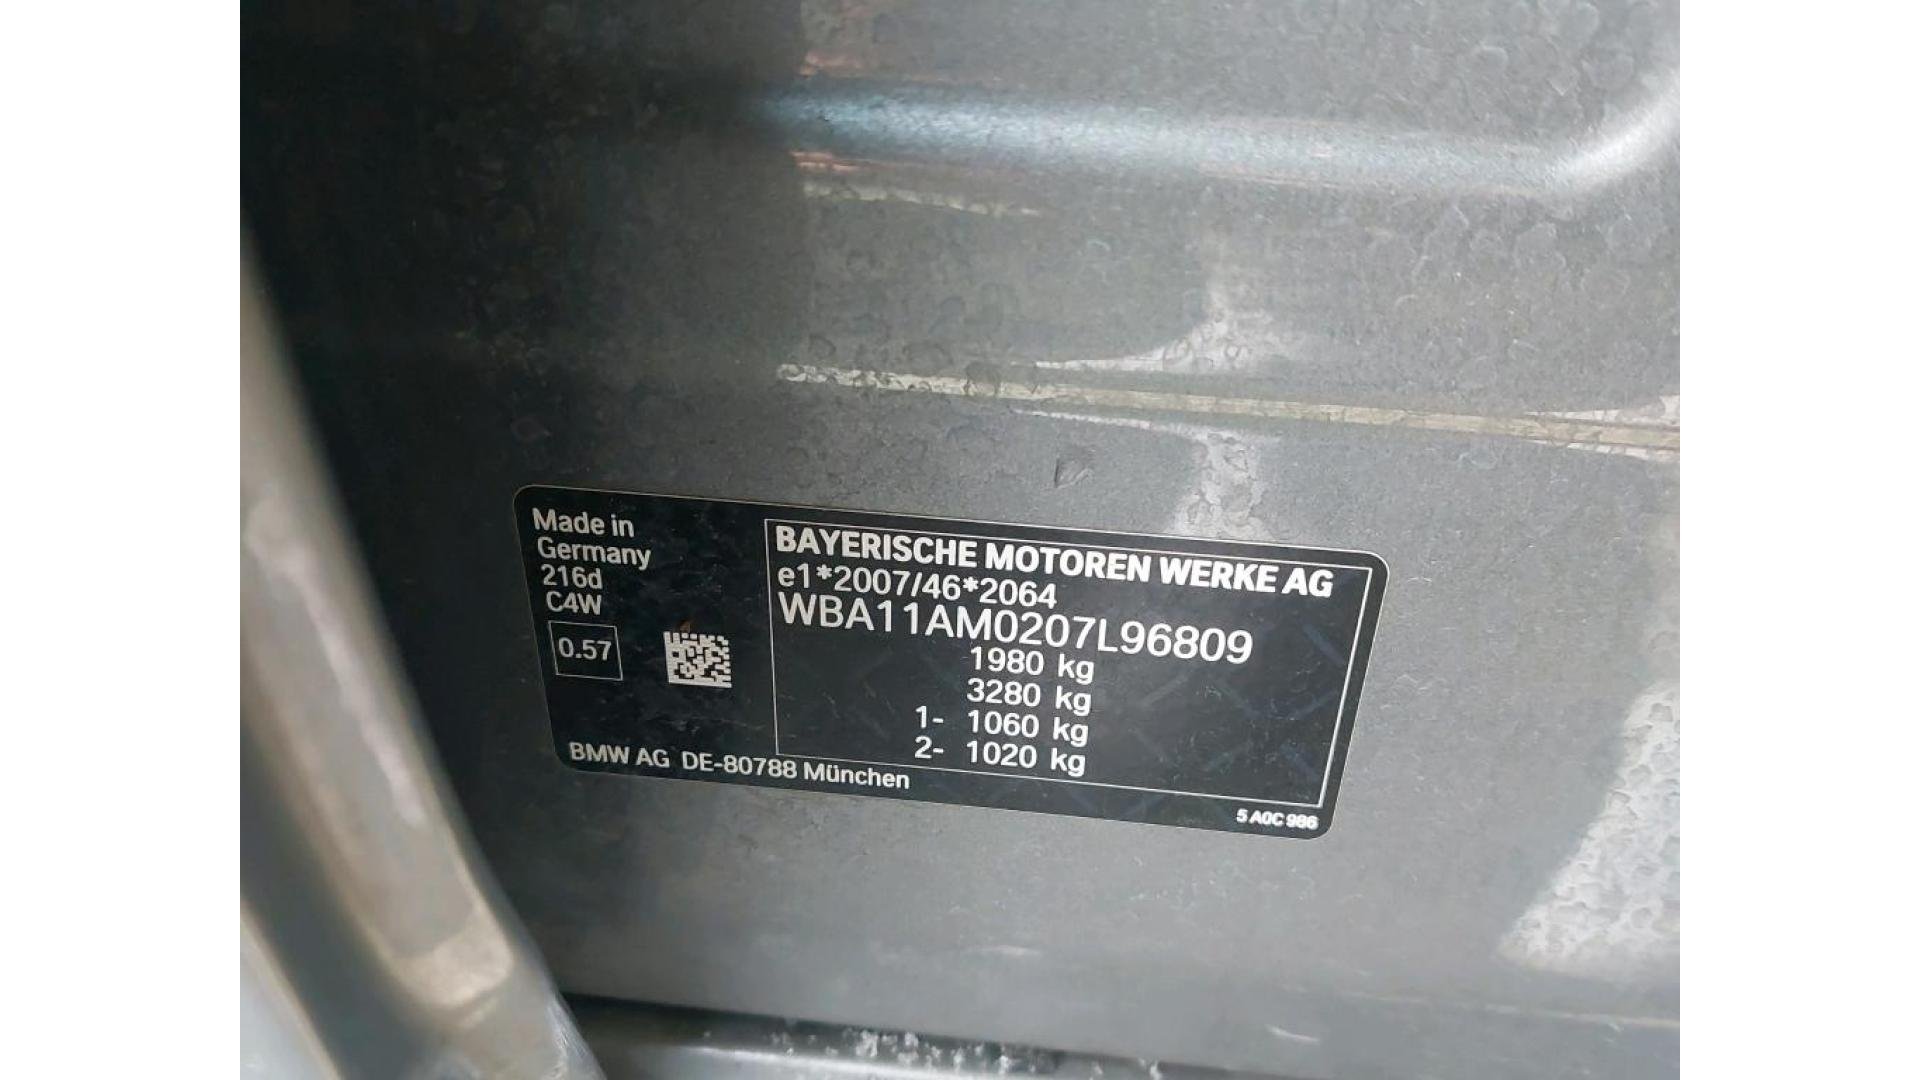 Made in
Germany
216d
C4W
0.57
BMW AG DE-80788 München
BAYERISCHE MOTOREN WERKE AG
e1*2007/46*2064
WBA11AM0207L96809
1980 kg
3280 kg
1- 1060 kg
2- 1020 kg
5 A0C 986